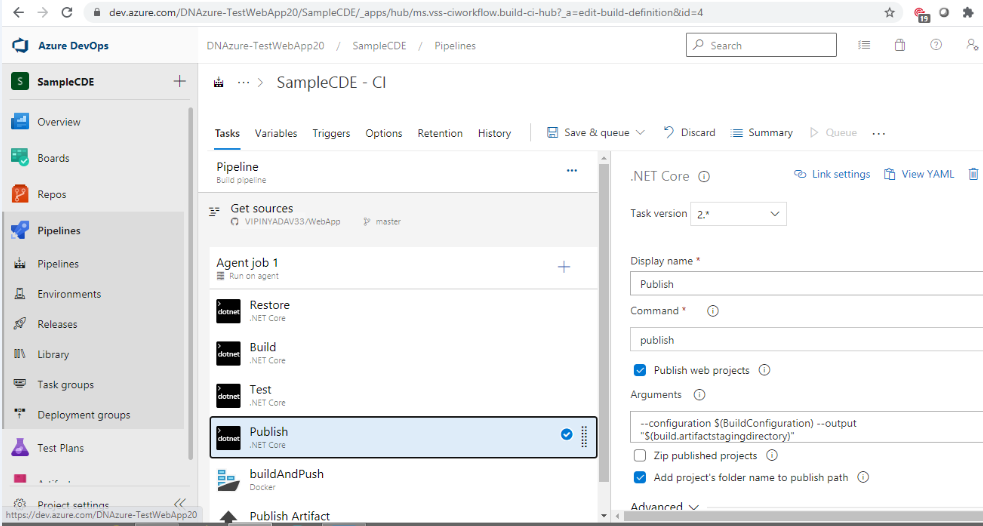 dev.azure.com/DNAzure-TestWebApp20/SampleCDE/_apps/hub/ms.vss-ciworkflow.build-ci-hub?_a=edit-build-definition&id=4
19
Azure DevOps
DNAzure-TestWebApp20 / SampleCDE / Pipelines
Search
S SampleCDE
SampleCDE - CI
Overview
Boards
Repos
Pipelines
Pipelines
Environments
Releases
Library
Task groups
Deployment groups
Test Plans
Project settings
https://dev.azure.com/DNAzure-TestWebApp20
Tasks Variables Triggers Options Retention History
Save & queue Discard Summary Queue
Pipeline
Build pipeline
Get sources
VIPINYADAV33/WebApp master
Agent job 1
Run on agent
dotnet Restore
.NET Core
dotnet Build
.NET Core
dotnet Test
.NET Core
dotnet Publish
.NET Core
buildAndPush
Docker
Publish Artifact
.NET Core
Link settings View YAML
Task version 2.*
Display name *
Publish
Command *
publish
Publish web projects
Arguments
--configuration $(BuildConfiguration) --output
"$(build.artifactstagingdirectory)"
Zip published projects
Add project's folder name to publish path
Advanced